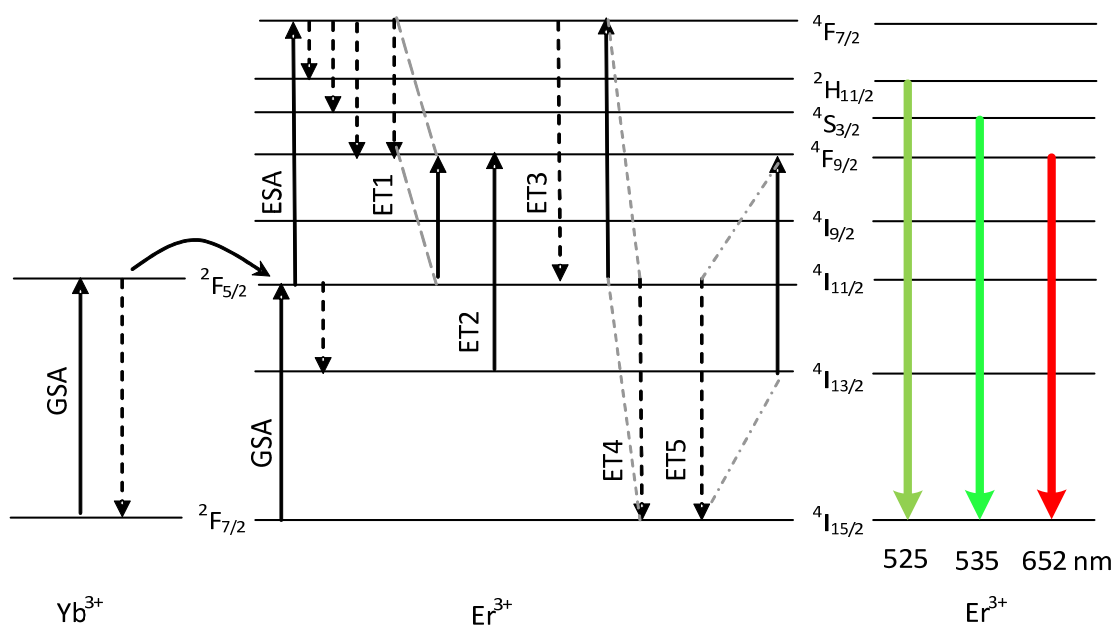 ⁴F₇/₂
²H₁₁/₂
⁴S₃/₂
⁴F₉/₂
ESA
ET1
ET3
⁴I₉/₂
²F₅/₂
⁴I₁₁/₂
ET2
⁴I₁₃/₂
GSA
GSA
ET4
ET5
²F₇/₂
⁴I₁₅/₂
525 535 652 nm
Yb³⁺ Er³⁺ Er³⁺